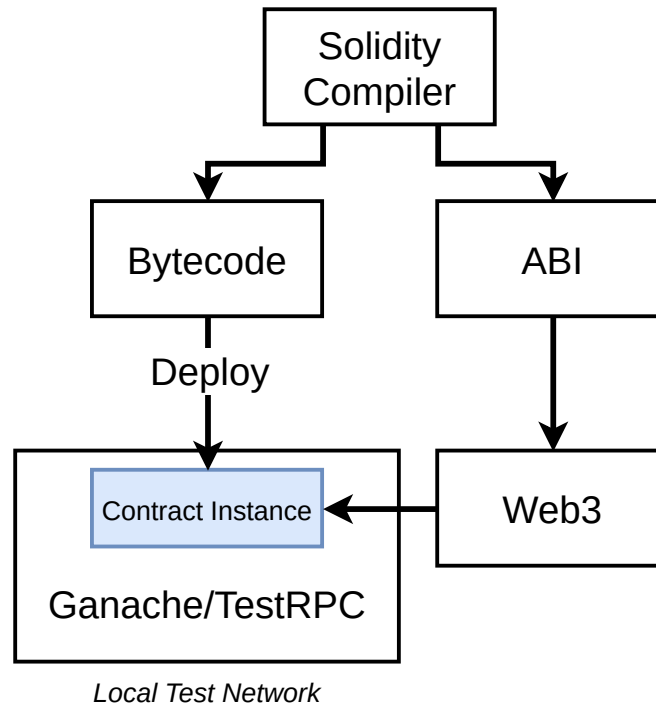 Solidity
Compiler
Bytecode
ABI
Deploy
Contract Instance
Web3
Ganache/TestRPC
Local Test Network